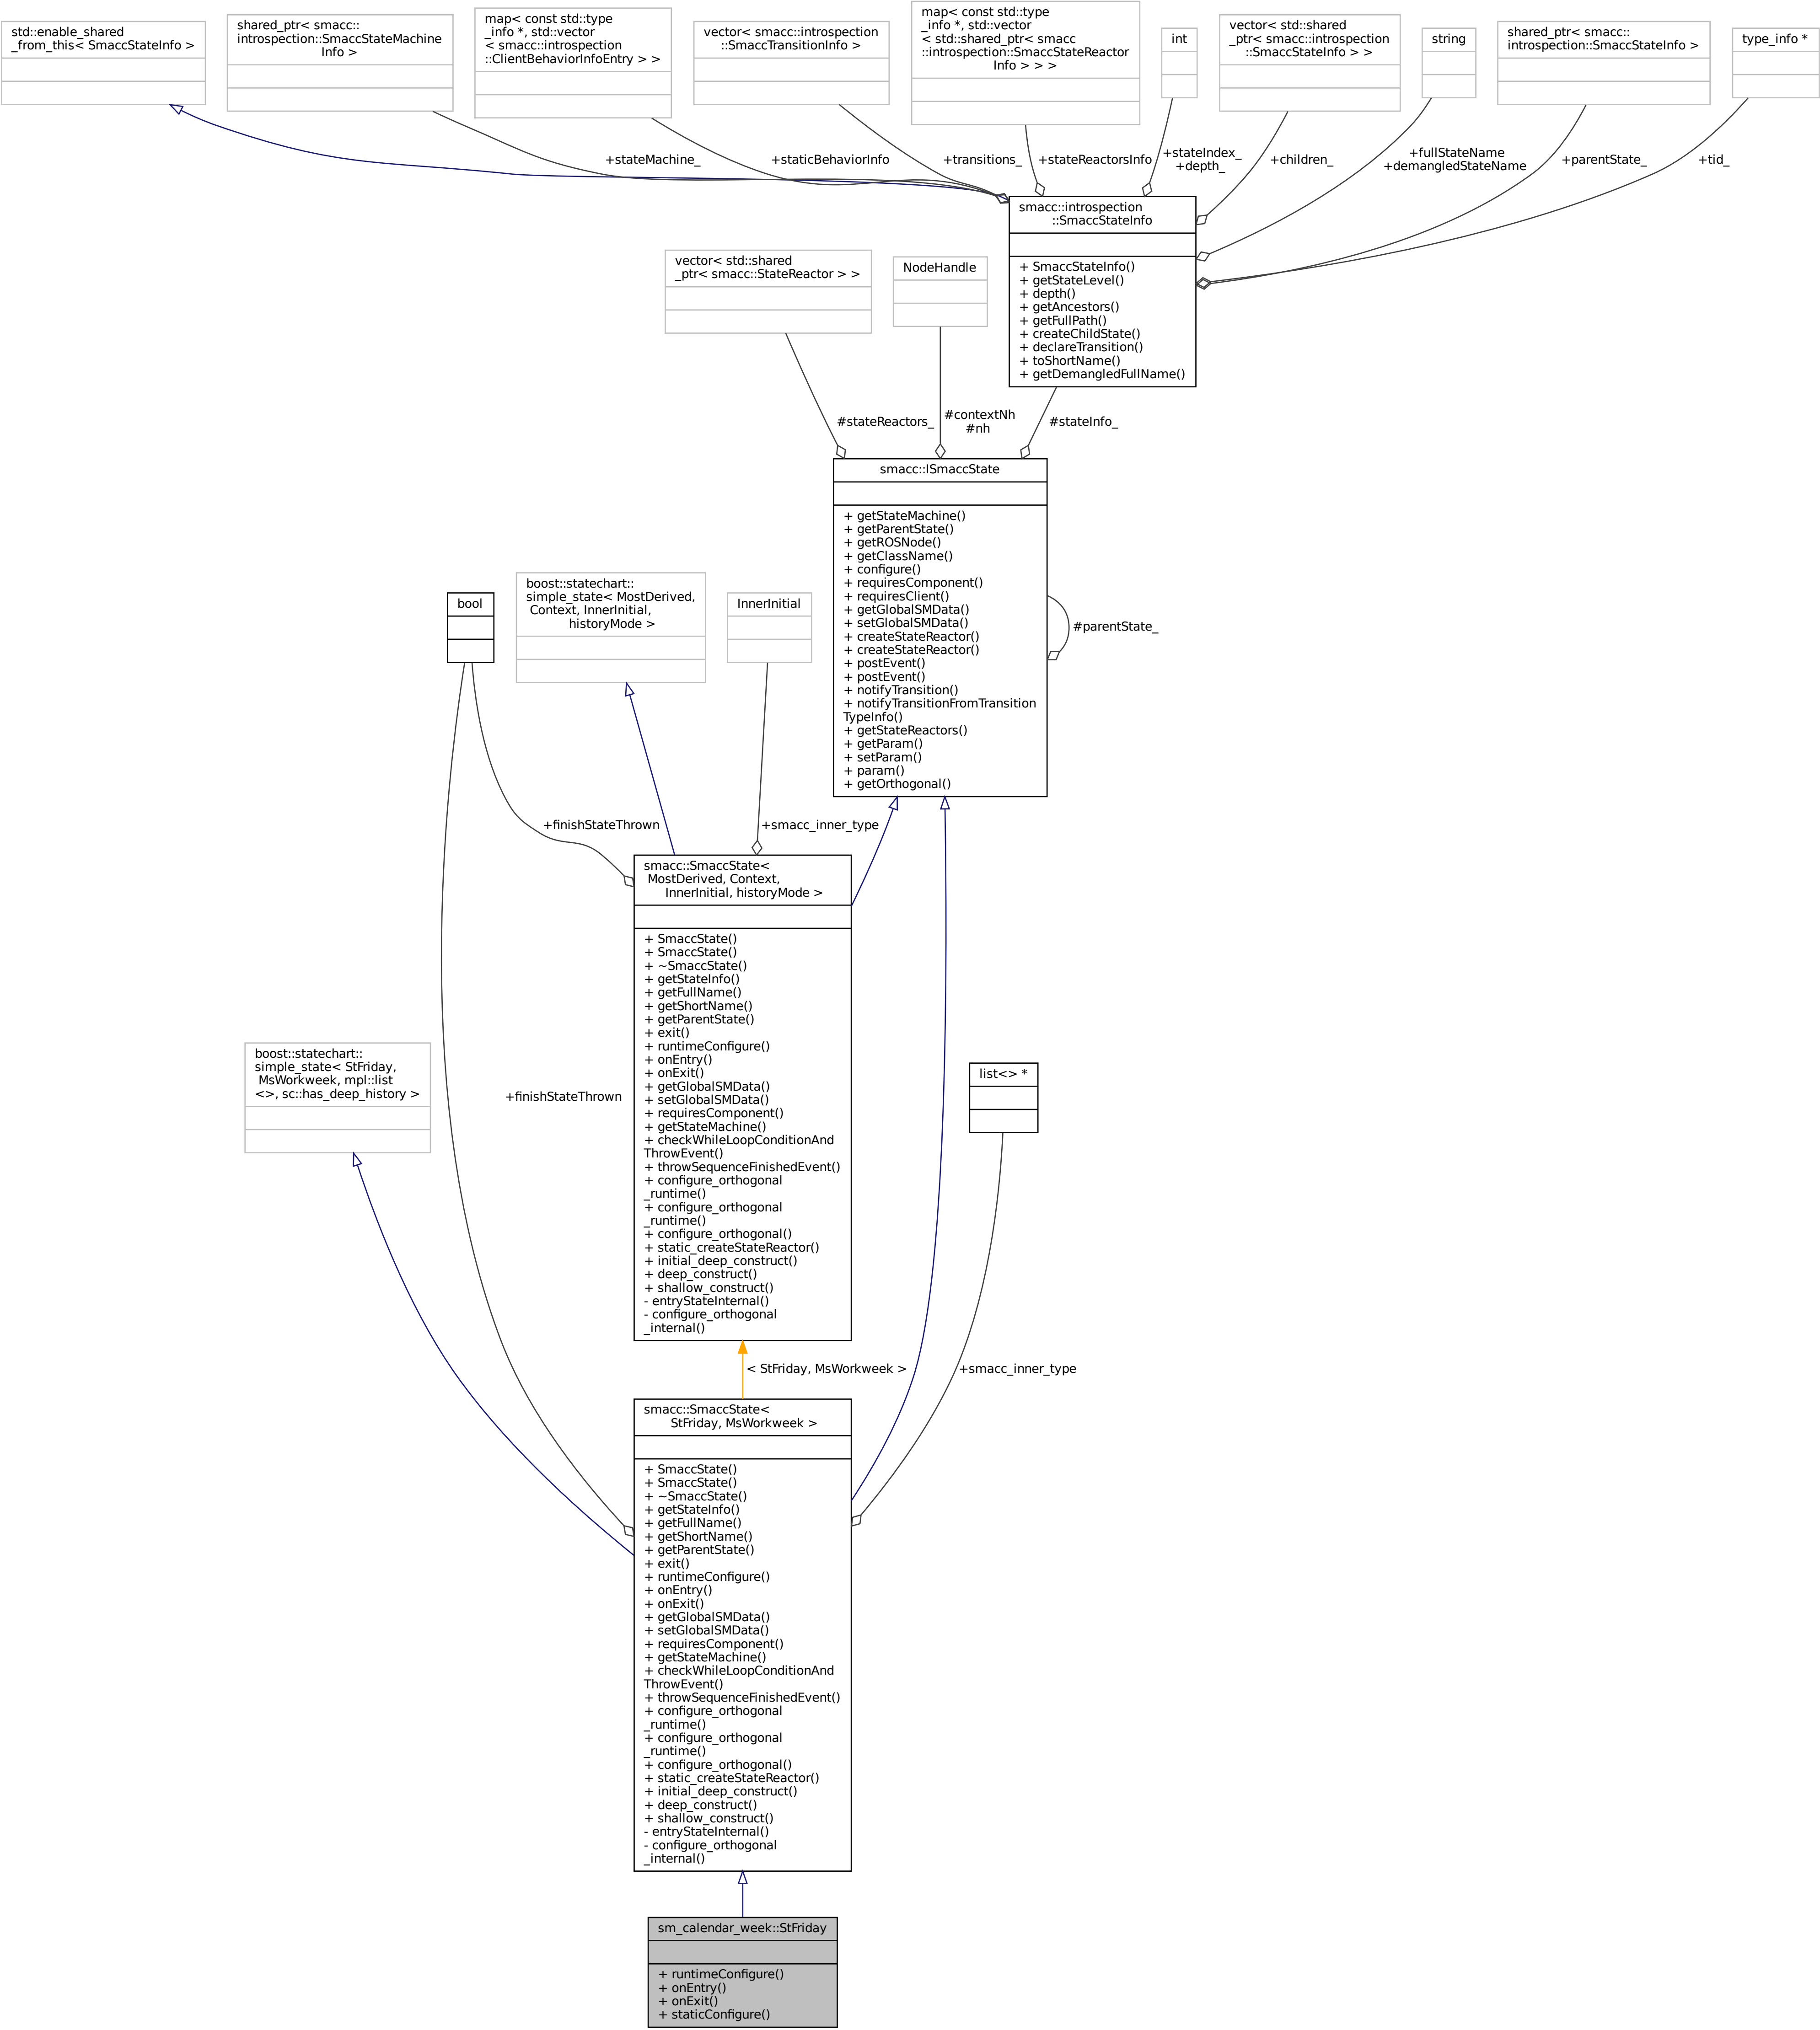 std::enable_shared
_from_this< SmaccStateInfo >
shared_ptr< smacc::
introspection::SmaccStateMachine
Info >
map< const std::type
_info *, std::vector
< smacc::introspection
::ClientBehaviorInfoEntry > >
vector< smacc::introspection
::SmaccTransitionInfo >
map< const std::type
_info *, std::vector
< std::shared_ptr< smacc
::introspection::SmaccStateReactor
Info > > >
int
vector< std::shared
_ptr< smacc::introspection
::SmaccStateInfo > >
string
shared_ptr< smacc::
introspection::SmaccStateInfo >
type_info *
+stateMachine_
+staticBehaviorInfo
+transitions_
+stateReactorsInfo
+stateIndex_
+depth_
+children_
+fullStateName
+demangledStateName
+parentState_
+tid_
smacc::introspection
::SmaccStateInfo
+ SmaccStateInfo()
+ getStateLevel()
+ depth()
+ getAncestors()
+ getFullPath()
+ createChildState()
+ declareTransition()
+ toShortName()
+ getDemangledFullName()
vector< std::shared
_ptr< smacc::StateReactor > >
NodeHandle
#stateReactors_
#contextNh
#nh
#stateInfo_
smacc::ISmaccState
+ getStateMachine()
+ getParentState()
+ getROSNode()
+ getClassName()
+ configure()
+ requiresComponent()
+ requiresClient()
+ getGlobalSMData()
+ setGlobalSMData()
+ createStateReactor()
+ createStateReactor()
+ postEvent()
+ postEvent()
+ notifyTransition()
+ notifyTransitionFromTransition
TypeInfo()
+ getStateReactors()
+ getParam()
+ setParam()
+ param()
+ getOrthogonal()
#parentState_
bool
boost::statechart::
simple_state< MostDerived,
Context, InnerInitial,
historyMode >
InnerInitial
+finishStateThrown
+smacc_inner_type
smacc::SmaccState<
MostDerived, Context,
InnerInitial, historyMode >
+ SmaccState()
+ SmaccState()
+ ~SmaccState()
+ getStateInfo()
+ getFullName()
+ getShortName()
+ getParentState()
+ exit()
+ runtimeConfigure()
+ onEntry()
+ onExit()
+ getGlobalSMData()
+ setGlobalSMData()
+ requiresComponent()
+ getStateMachine()
+ checkWhileLoopConditionAnd
ThrowEvent()
+ throwSequenceFinishedEvent()
+ configure_orthogonal
_runtime()
+ configure_orthogonal
_runtime()
+ configure_orthogonal()
+ static_createStateReactor()
+ initial_deep_construct()
+ deep_construct()
+ shallow_construct()
- entryStateInternal()
- configure_orthogonal
_internal()
boost::statechart::
simple_state< StFriday,
MsWorkweek, mpl::list
<>, sc::has_deep_history >
+finishStateThrown
list<> *
< StFriday, MsWorkweek >
+smacc_inner_type
smacc::SmaccState<
StFriday, MsWorkweek >
+ SmaccState()
+ SmaccState()
+ ~SmaccState()
+ getStateInfo()
+ getFullName()
+ getShortName()
+ getParentState()
+ exit()
+ runtimeConfigure()
+ onEntry()
+ onExit()
+ getGlobalSMData()
+ setGlobalSMData()
+ requiresComponent()
+ getStateMachine()
+ checkWhileLoopConditionAnd
ThrowEvent()
+ throwSequenceFinishedEvent()
+ configure_orthogonal
_runtime()
+ configure_orthogonal
_runtime()
+ configure_orthogonal()
+ static_createStateReactor()
+ initial_deep_construct()
+ deep_construct()
+ shallow_construct()
- entryStateInternal()
- configure_orthogonal
_internal()
sm_calendar_week::StFriday
+ runtimeConfigure()
+ onEntry()
+ onExit()
+ staticConfigure()